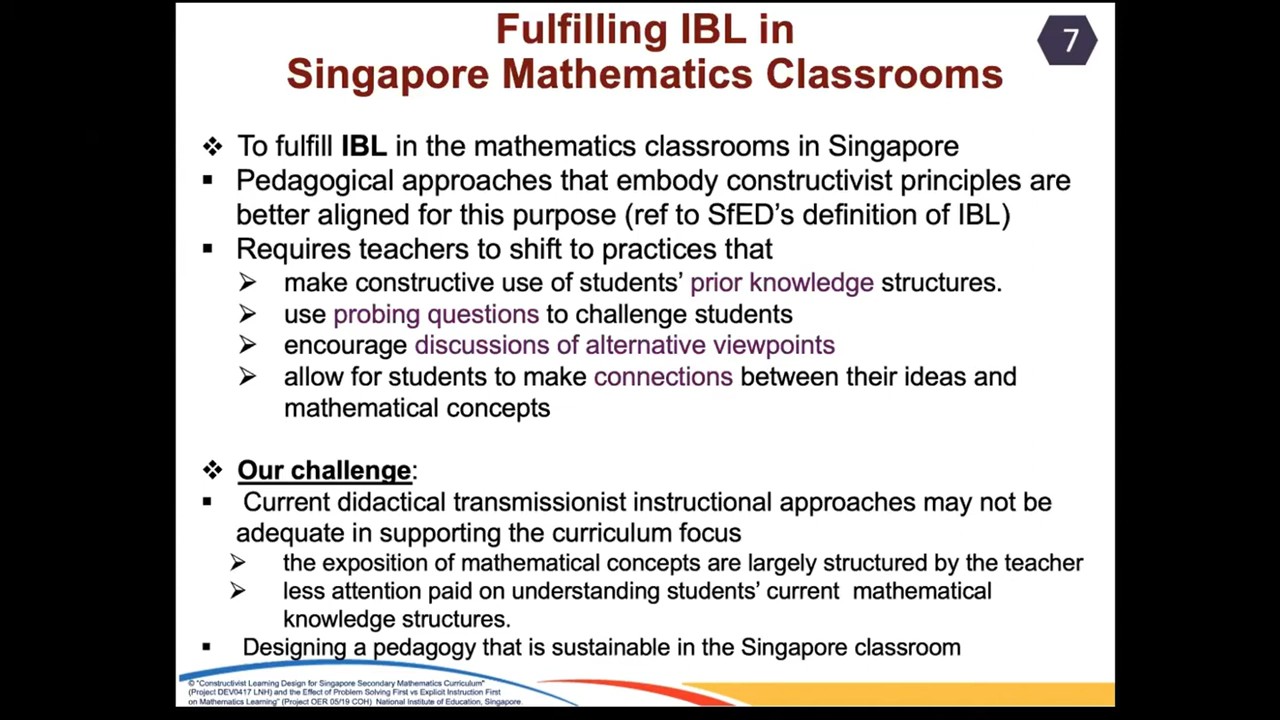 Fulfilling IBL in
Singapore Mathematics Classrooms
7
❖ To fulfill IBL in the mathematics classrooms in Singapore
▪ Pedagogical approaches that embody constructivist principles are
better aligned for this purpose (ref to SfED's definition of IBL)
▪ Requires teachers to shift to practices that
➢ make constructive use of students' prior knowledge structures.
➢ use probing questions to challenge students
➢ encourage discussions of alternative viewpoints
➢ allow for students to make connections between their ideas and
mathematical concepts
❖ Our challenge:
▪ Current didactical transmissionist instructional approaches may not be
adequate in supporting the curriculum focus
➢ the exposition of mathematical concepts are largely structured by the teacher
➢ less attention paid on understanding students' current mathematical
knowledge structures.
▪ Designing a pedagogy that is sustainable in the Singapore classroom
© "Constructivist Learning Design for Singapore Secondary Mathematics Curriculum"
(Project DEV0417 LNH) and the Effect of Problem Solving First vs Explicit Instruction First
on Mathematics Learning" (Project OER 05/19 COH) National Institute of Education, Singapore.